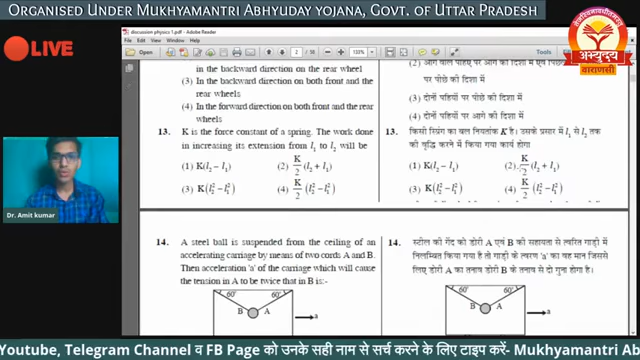 ORGANISED UNDER MUKHYAMANTRI ABHYUDAY YOJANA, GOVT. OF UTTAR PRADESH
LIVE
discussion physics 1.pdf - Adobe Reader
File Edit View Window Help
133%
Tools
अभ्युदय
वाराणसी
in the backward direction on the rear wheel
(3) In the backward direction on both front and the
rear wheels
(4) In the forward direction on both front and the
rear wheels
13. K is the force constant of a spring. The work done
in increasing its extension from l₁ to l₂ will be
(1) K(l₂ – l₁) (2) K/2 (l₂ + l₁)
(3) K(l₂² – l₁²) (4) K/2 (l₂² – l₁²)
14. A steel ball is suspended from the ceiling of an
accelerating carriage by means of two cords A and B.
Then acceleration 'a' of the carriage which will cause
the tension in A to be twice that in B is:-
60° 60°
B A
a
पर पीछे की दिशा में
(3) दोनों पहियों पर पीछे की दिशा में
(4) दोनों पहियों पर आगे की दिशा में
13. किसी स्प्रिंग का बल नियतांक K है। उसके प्रसार में l₁ से l₂ तक
की वृद्धि करने में किया गया कार्य होगा
(1) K(l₂ – l₁) (2) K/2 (l₂ + l₁)
(3) K(l₂² – l₁²) (4) K/2 (l₂² – l₁²)
14. स्टील की गेंद को डोरी A एवं B की सहायता से त्वरित गाड़ी में
निलम्बित किया गया है तो गाड़ी के त्वरण 'a' का वह मान जिससे
लिए डोरी A का तनाव डोरी B के तनाव से दो गुना होगा है।
60° 60°
B A
a
Dr. Amit kumar
Youtube, Telegram Channel व FB Page को उनके सही नाम से सर्च करने के लिए टाइप करें- Mukhyamantri Ab